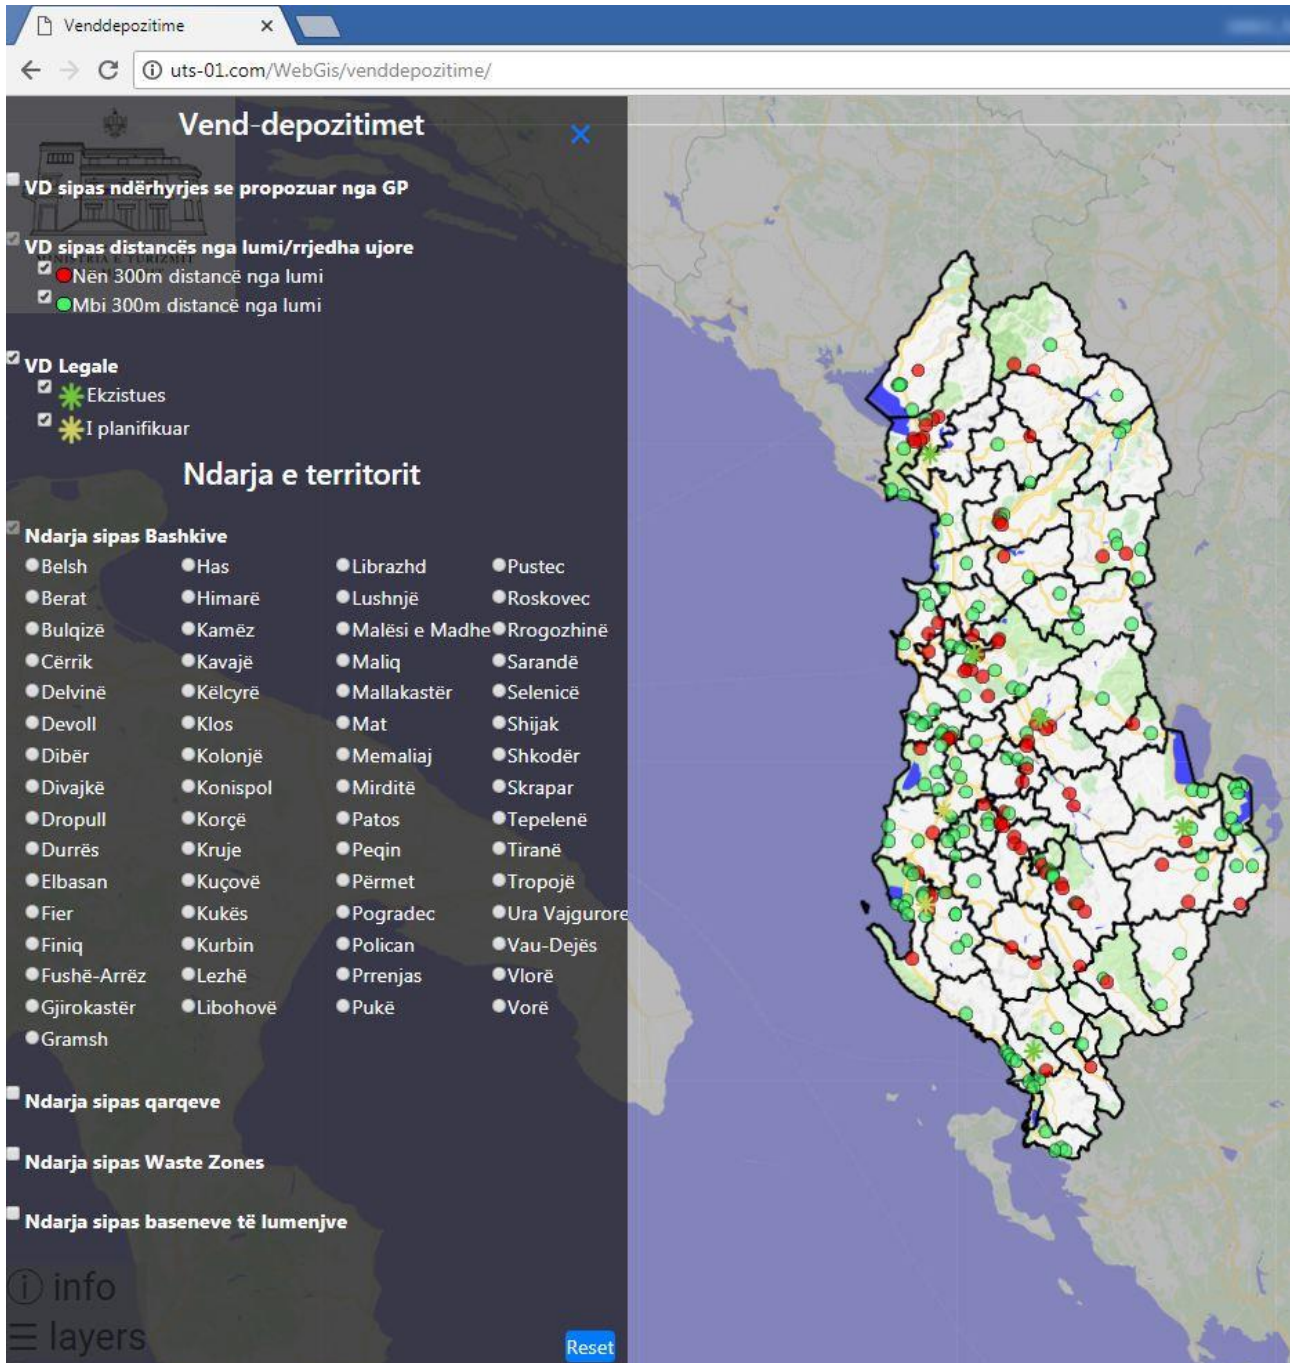 Venddepozitime
uts-01.com/WebGis/venddepozitime/
Vend-depozitimet
VD sipas ndërhyrjes se propozuar nga GP
VD sipas distancës nga lumi/rrjedha ujore
MINISTRIA E TURIZMIT
Nën 300m distancë nga lumi
Mbi 300m distancë nga lumi
VD Legale
Ekzistues
I planifikuar
Ndarja e territorit
Ndarja sipas Bashkive
Belsh Has Librazhd Pustec
Berat Himarë Lushnjë Roskovec
Bulqizë Kamëz Malësi e Madhe Rrogozhinë
Cërrik Kavajë Maliq Sarandë
Delvinë Këlcyrë Mallakastër Selenicë
Devoll Klos Mat Shijak
Dibër Kolonjë Memaliaj Shkodër
Divajkë Konispol Mirditë Skrapar
Dropull Korçë Patos Tepelenë
Durrës Kruje Peqin Tiranë
Elbasan Kuçovë Përmet Tropojë
Fier Kukës Pogradec Ura Vajgurore
Finiq Kurbin Polican Vau-Dejës
Fushë-Arrëz Lezhë Prrenjas Vlorë
Gjirokastër Libohovë Pukë Vorë
Gramsh
Ndarja sipas qarqeve
Ndarja sipas Waste Zones
Ndarja sipas baseneve të lumenjve
info
layers
Reset